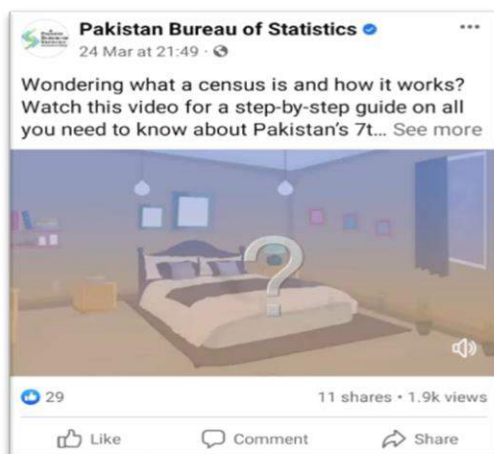 Pakistan Bureau of Statistics
24 Mar at 21:49 ·
Wondering what a census is and how it works?
Watch this video for a step-by-step guide on all
you need to know about Pakistan's 7t... See more
?
29
11 shares • 1.9k views
Like
Comment
Share